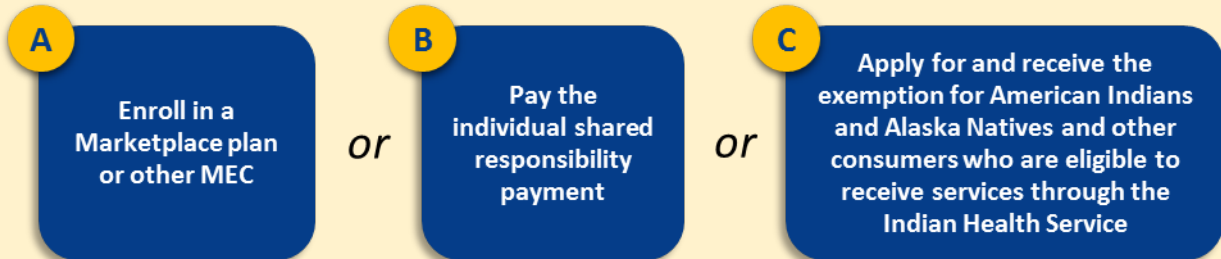 A
Enroll in a
Marketplace plan
or other MEC
or
B
Pay the
individual shared
responsibility
payment
or
C
Apply for and receive the
exemption for American Indians
and Alaska Natives and other
consumers who are eligible to
receive services through the
Indian Health Service